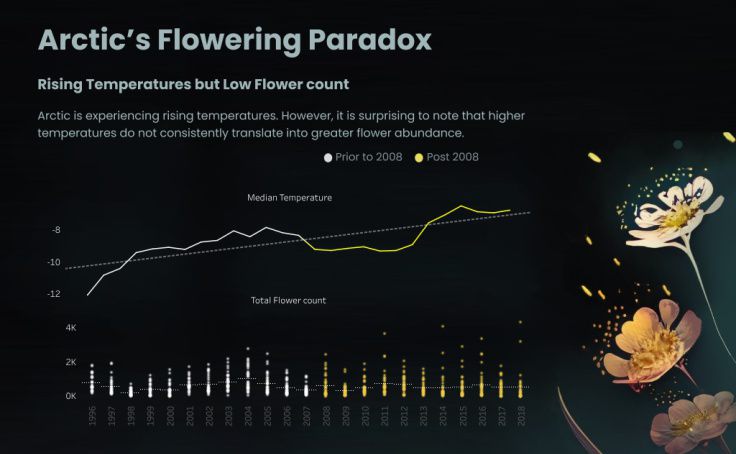 Arctic's Flowering Paradox
Rising Temperatures but Low Flower count
Arctic is experiencing rising temperatures. However, it is surprising to note that higher
temperatures do not consistently translate into greater flower abundance.
Prior to 2008 Post 2008
Median Temperature
-8
-10
-12
Total Flower count
4K
2K
0K
1996 1997 1998 1999 2000 2001 2002 2003 2004 2005 2006 2007 2008 2009 2010 2011 2012 2013 2014 2015 2016 2017 2018